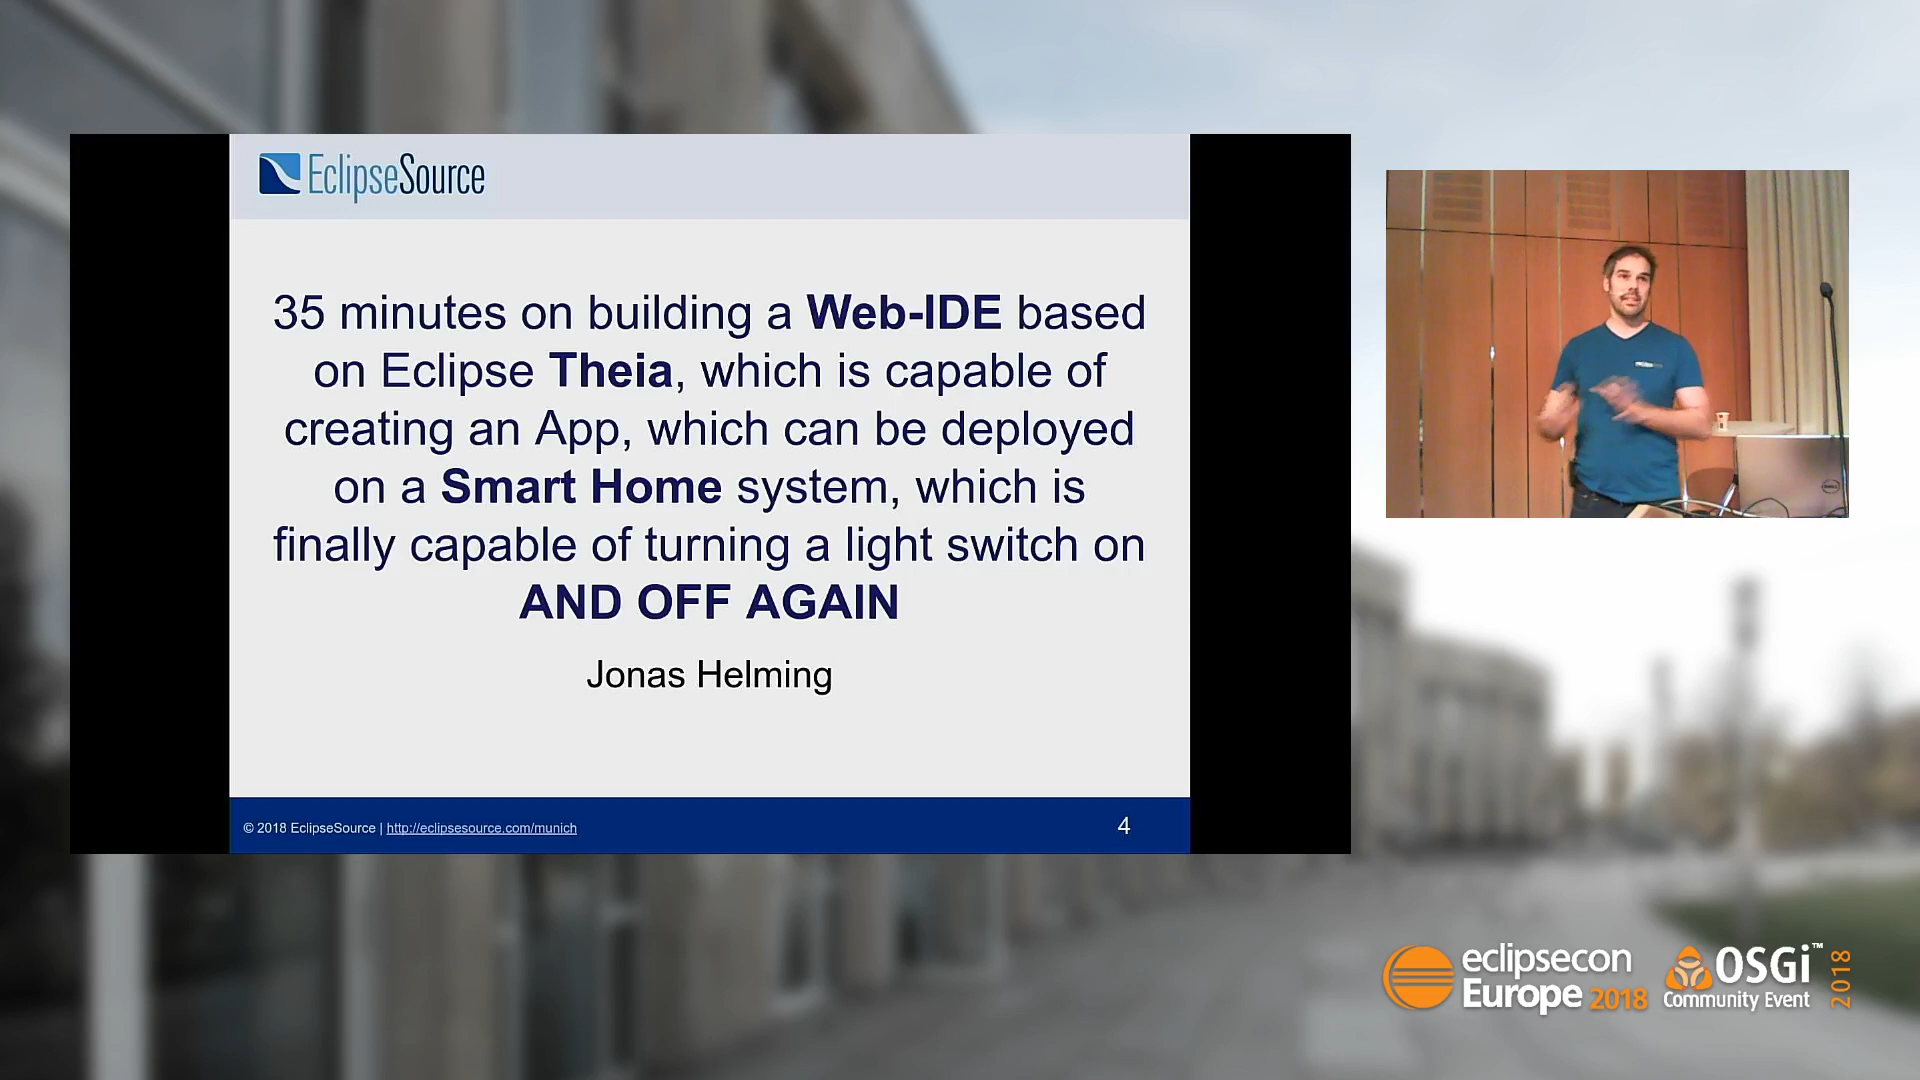 EclipseSource
35 minutes on building a Web-IDE based
on Eclipse Theia, which is capable of
creating an App, which can be deployed
on a Smart Home system, which is
finally capable of turning a light switch on
AND OFF AGAIN
Jonas Helming
© 2018 EclipseSource | http://eclipsesource.com/munich
4
eclipsecon
Europe 2018
OSGi™
Community Event
2018